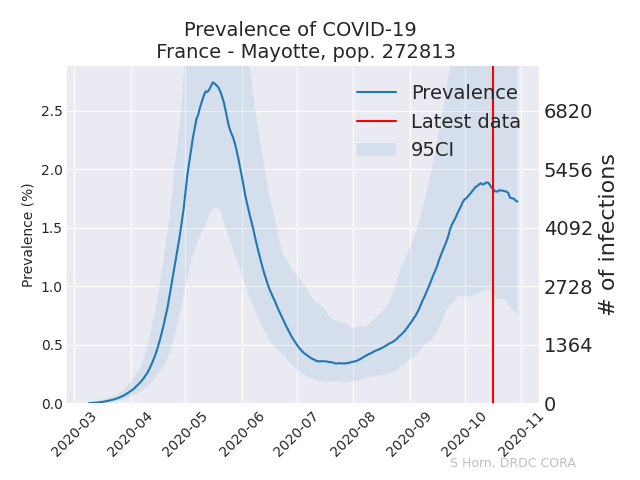 Prevalence of COVID-19
France - Mayotte, pop. 272813
Prevalence
Latest data
95CI
Prevalence (%)
2.5
2.0
1.5
1.0
0.5
0.0
6820
5456
4092
2728
1364
0
# of infections
2020-03
2020-04
2020-05
2020-06
2020-07
2020-08
2020-09
2020-10
2020-11
S Horn, DRDC CORA